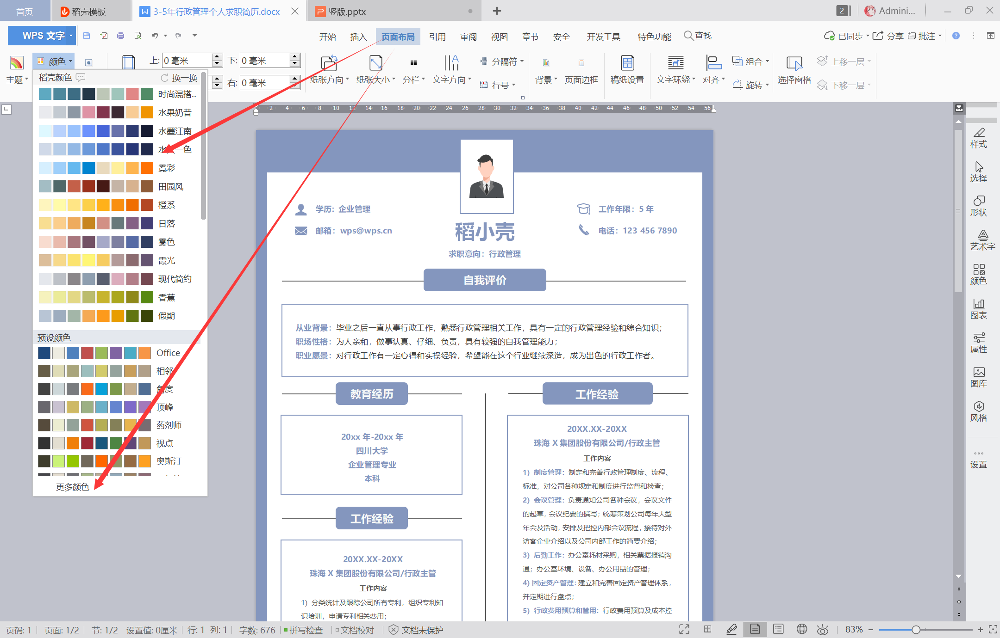 首页
稻壳模板
3-5年行政管理个人求职简历.docx
竖版.pptx
2
Admini...
WPS 文字
开始
插入
页面布局
引用
审阅
视图
章节
安全
开发工具
特色功能
查找
已同步
分享
批注
主题
颜色
上: 0 毫米
下: 0 毫米
右: 0 毫米
纸张方向
纸张大小
分栏
文字方向
分隔符
行号
背景
页面边框
稿纸设置
文字环绕
对齐
组合
旋转
选择窗格
上移一层
下移一层
稻壳颜色
换一换
时尚混搭..
水果奶昔
水墨江南
水 一色
霓彩
田园风
橙系
日落
雾色
霞光
现代简约
香蕉
假期
预设颜色
Office
相邻
角度
顶峰
药剂师
视点
奥斯汀
更多颜色
2 4 6 8 10 12 14 16 18 20 22 24 26 28 30 32 34 36 38 40 42 44 46 48 50 52 54 56
学历：企业管理
邮箱：wps@wps.cn
工作年限：5 年
电话：123 456 7890
稻小壳
求职意向：行政管理
自我评价
从业背景：毕业之后一直从事行政工作，熟悉行政管理相关工作，具有一定的行政管理经验和综合知识；
职场性格：为人亲和，做事认真、仔细、负责，具有较强的自我管理能力；
职业愿景：对行政工作有一定心得和实操经验，希望能在这个行业继续深造，成为出色的行政工作者。
教育经历
20xx 年-20xx 年
四川大学
企业管理专业
本科
工作经验
20XX.XX-20XX
珠海 X 集团股份有限公司/行政主管
工作内容
1）分类统计及跟踪公司所有专利，组织专利知
识培训，申请专利相关费用；
工作经验
20XX.XX-20XX
珠海 X 集团股份有限公司/行政主管
工作内容
1）制度管理：制定和完善行政管理制度、流程、
标准，对公司各种规定和制度进行监督和检查；
2）会议管理：负责通知公司各种会议，会议文件
的起草，会议纪要的撰写；统筹策划公司每年大型
年会及活动，安排及把控内部会议流程，接待对外
访客企业介绍以及公司内部工作的简要介绍；
3）后勤工作：办公室耗材采购，相关票据报销沟
通；办公室环境、设备、办公用品的管理；
4) 固定资产管理：建立和完善固定资产管理体系，
并定期进行盘点；
5）行政费用预算和管用：行政费用预算及成本控
样式
选择
形状
艺术字
颜色
图表
属性
图库
风格
设置
页码: 1
页面: 1/2
节: 1/2
设置值: 0厘米
行: 1
列: 1
字数: 676
拼写检查
文档校对
文档未保护
83%